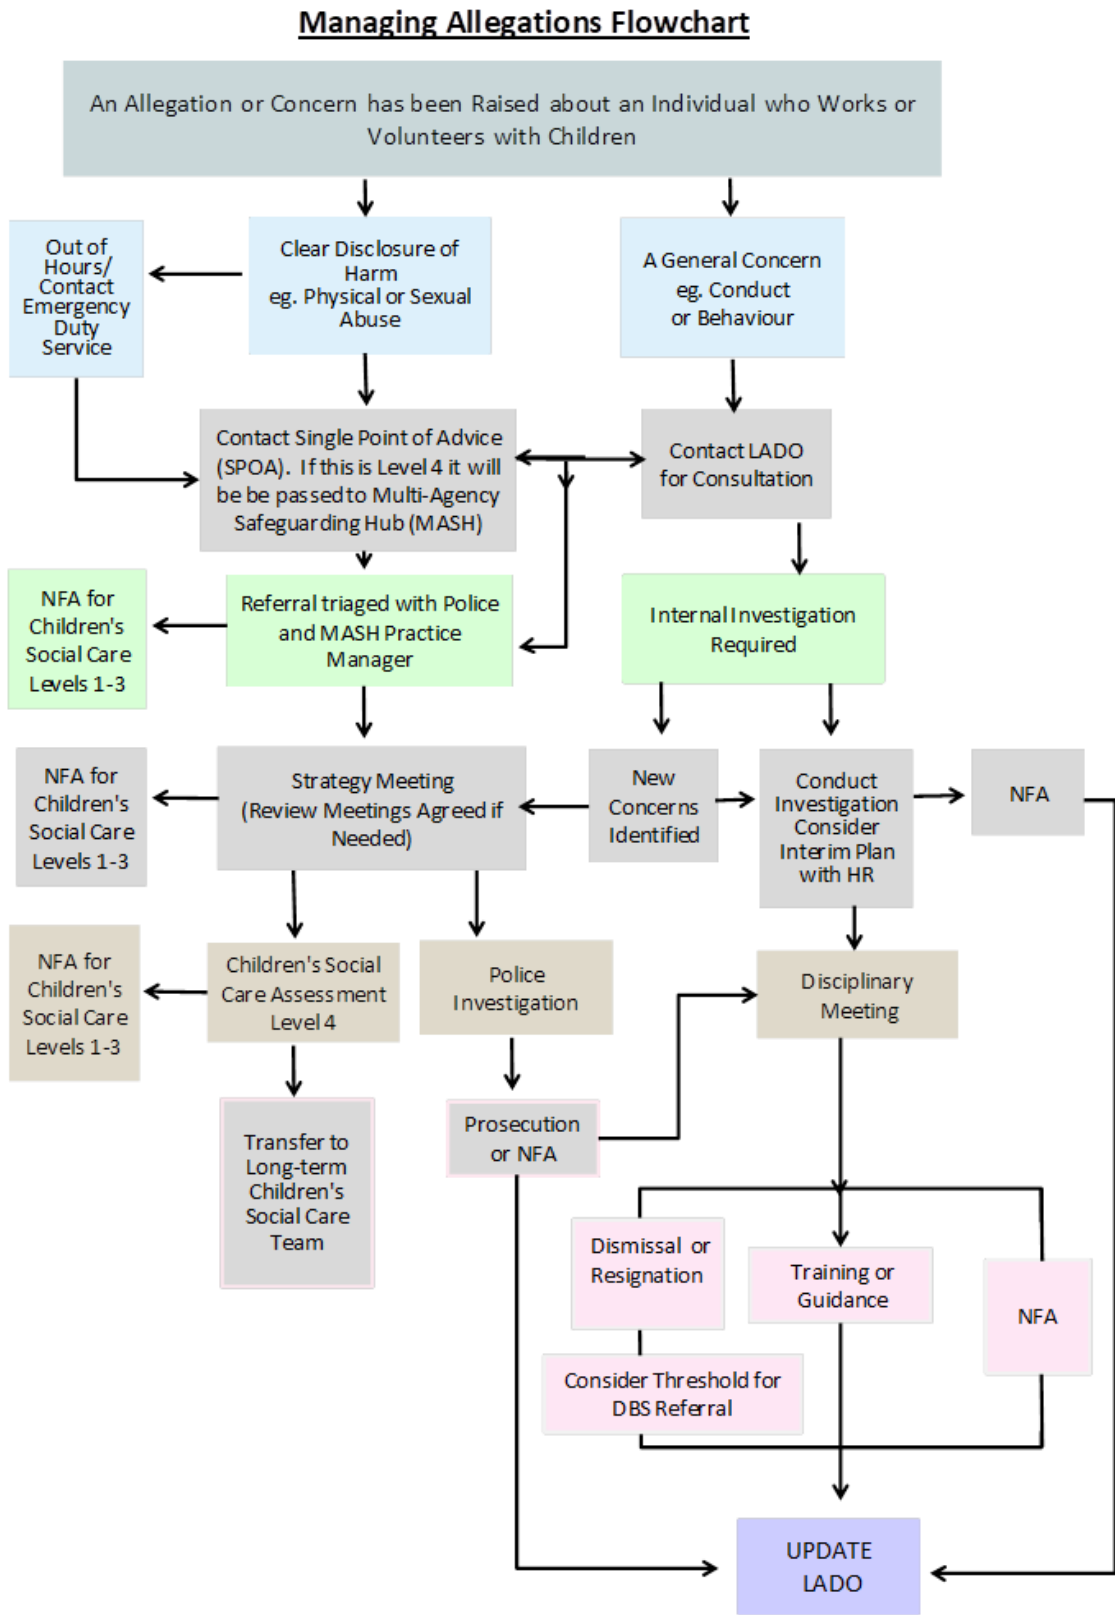 Managing Allegations Flowchart
An Allegation or Concern has been Raised about an Individual who Works or
Volunteers with Children
Out of
Hours/
Contact
Emergency
Duty
Service
Clear Disclosure of
Harm
eg. Physical or Sexual
Abuse
A General Concern
eg. Conduct
or Behaviour
Contact Single Point of Advice
(SPOA). If this is Level 4 it will
be be passed to Multi-Agency
Safeguarding Hub (MASH)
Contact LADO
for Consultation
NFA for
Children's
Social Care
Levels 1-3
Referral triaged with Police
and MASH Practice
Manager
Internal Investigation
Required
NFA for
Children's
Social Care
Levels 1-3
Strategy Meeting
(Review Meetings Agreed if
Needed)
New
Concerns
Identified
Conduct
Investigation
Consider
Interim Plan
with HR
NFA
NFA for
Children's
Social Care
Levels 1-3
Children's Social
Care Assessment
Level 4
Police
Investigation
Disciplinary
Meeting
Transfer to
Long-term
Children's
Social Care
Team
Prosecution
or NFA
Dismissal or
Resignation
Training or
Guidance
NFA
Consider Threshold for
DBS Referral
UPDATE
LADO